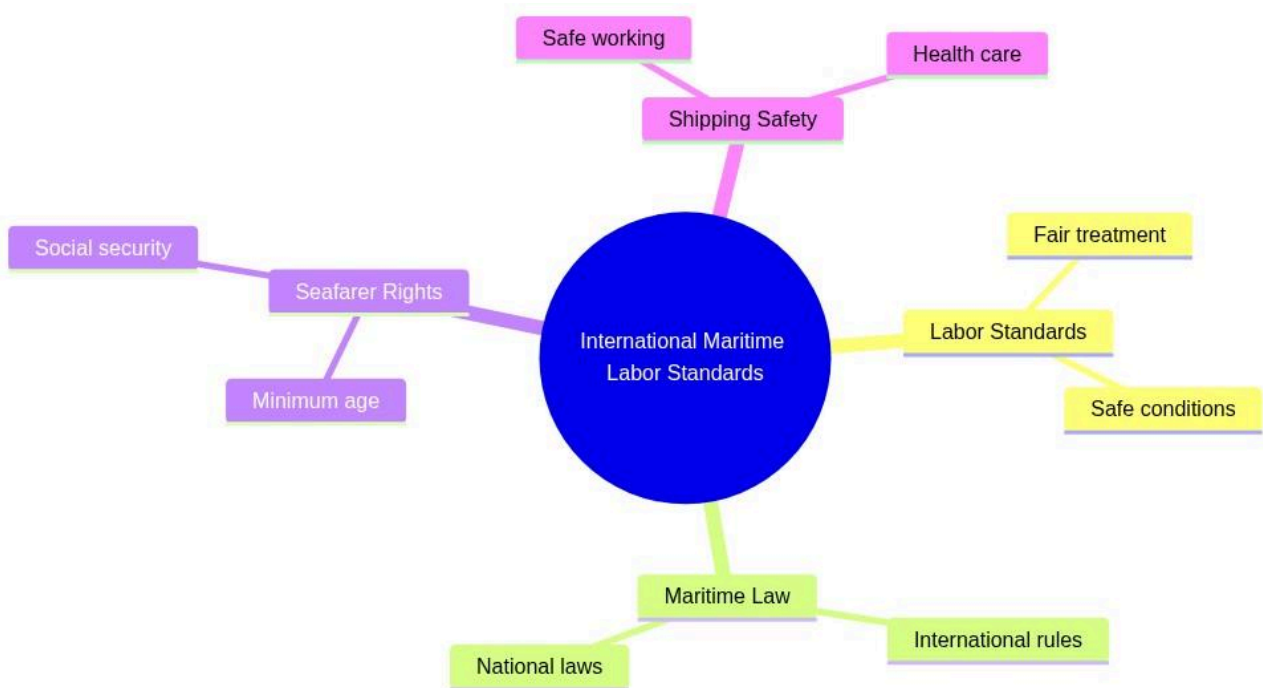 Safe working
Health care
Shipping Safety
Fair treatment
Social security
Seafarer Rights
Labor Standards
International Maritime
Labor Standards
Minimum age
Safe conditions
Maritime Law
International rules
National laws